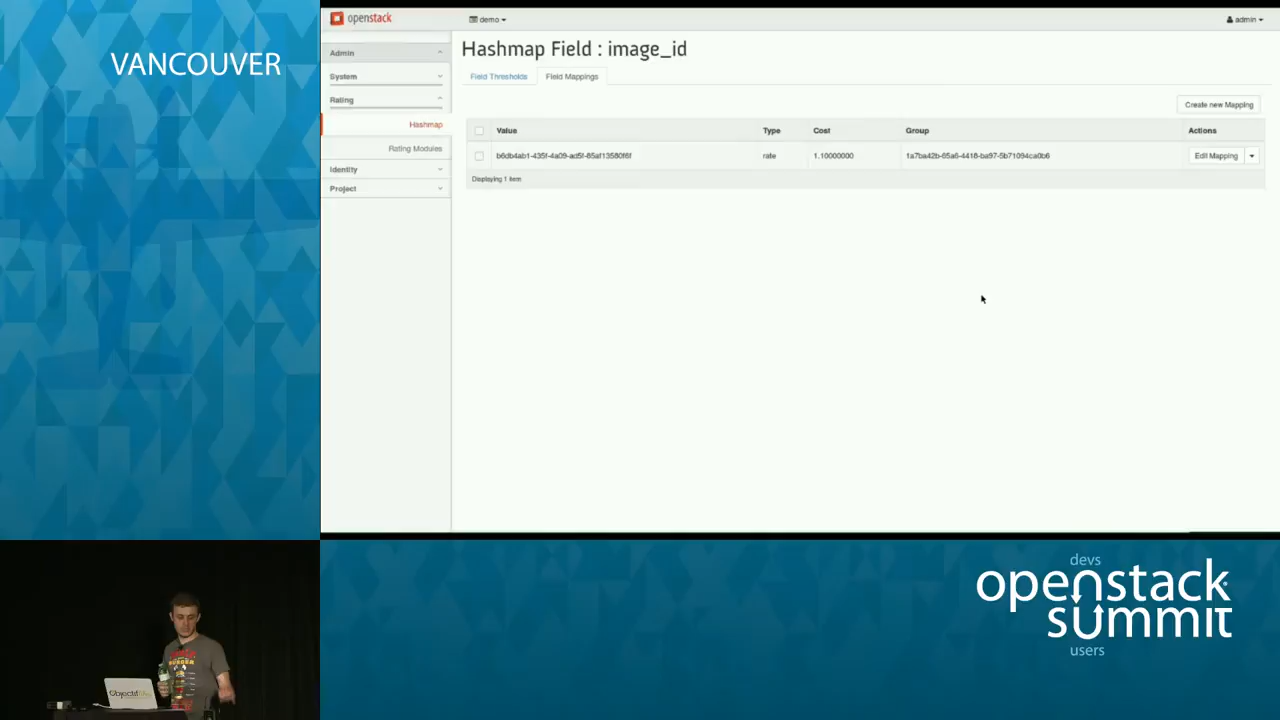 VANCOUVER
openstack
demo
admin
Admin
System
Rating
Hashmap
Rating Modules
Identity
Project
Hashmap Field : image_id
Field Thresholds
Field Mappings
Create new Mapping
Value Type Cost Group Actions
rate 1.10000000 Edit Mapping
Displaying 1 item
devs
openstack
summit
users